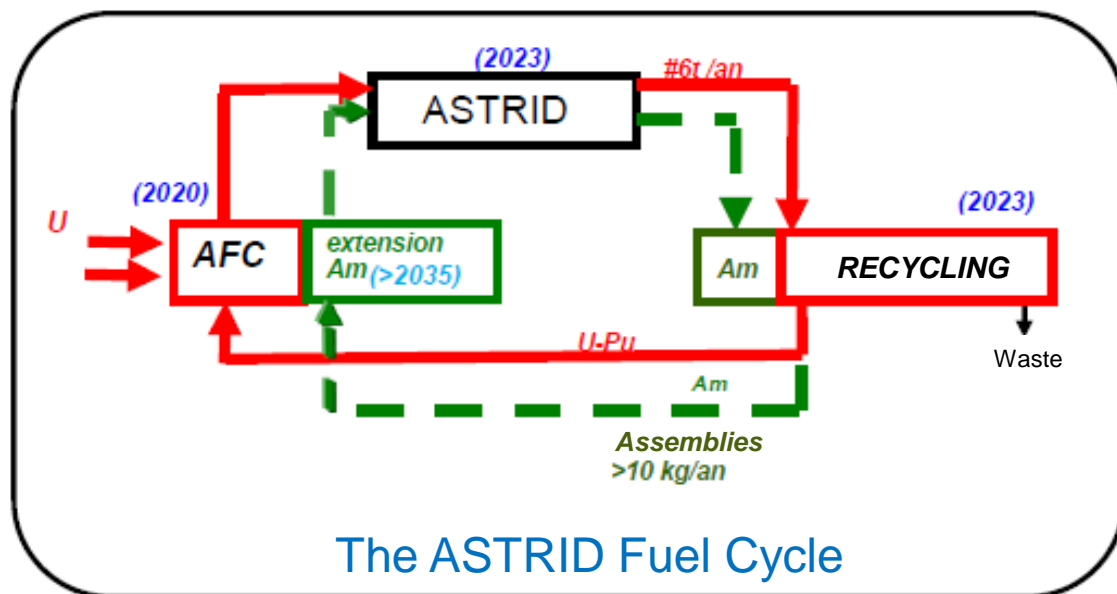 (2023)
#6t /an
ASTRID
(2020)
(2023)
U
AFC
extension
Am(>2035)
Am
RECYCLING
U-Pu
Waste
Am
Assemblies
>10 kg/an
The ASTRID Fuel Cycle